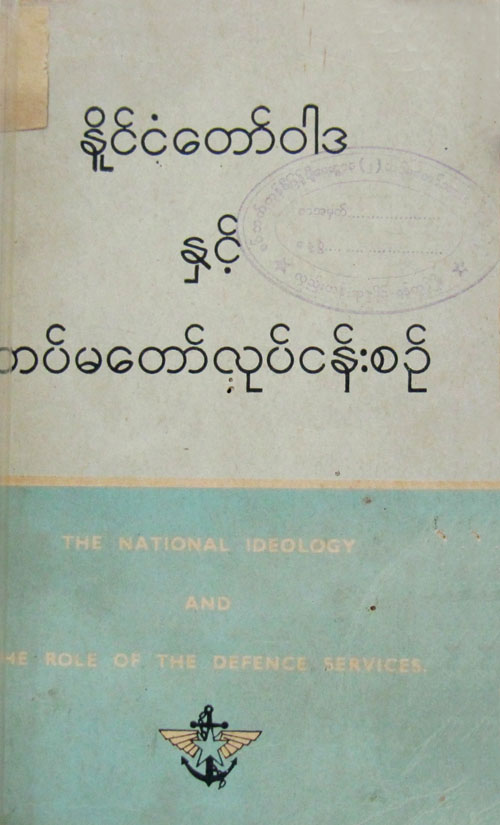 နိူင်ငံတော်ဝါဒ
နှင့်
တပ်မတော်လုပ်ငန်းစဉ်
THE NATIONAL IDEOLOGY
AND
HE ROLE OF THE DEFENCE SERVICES.